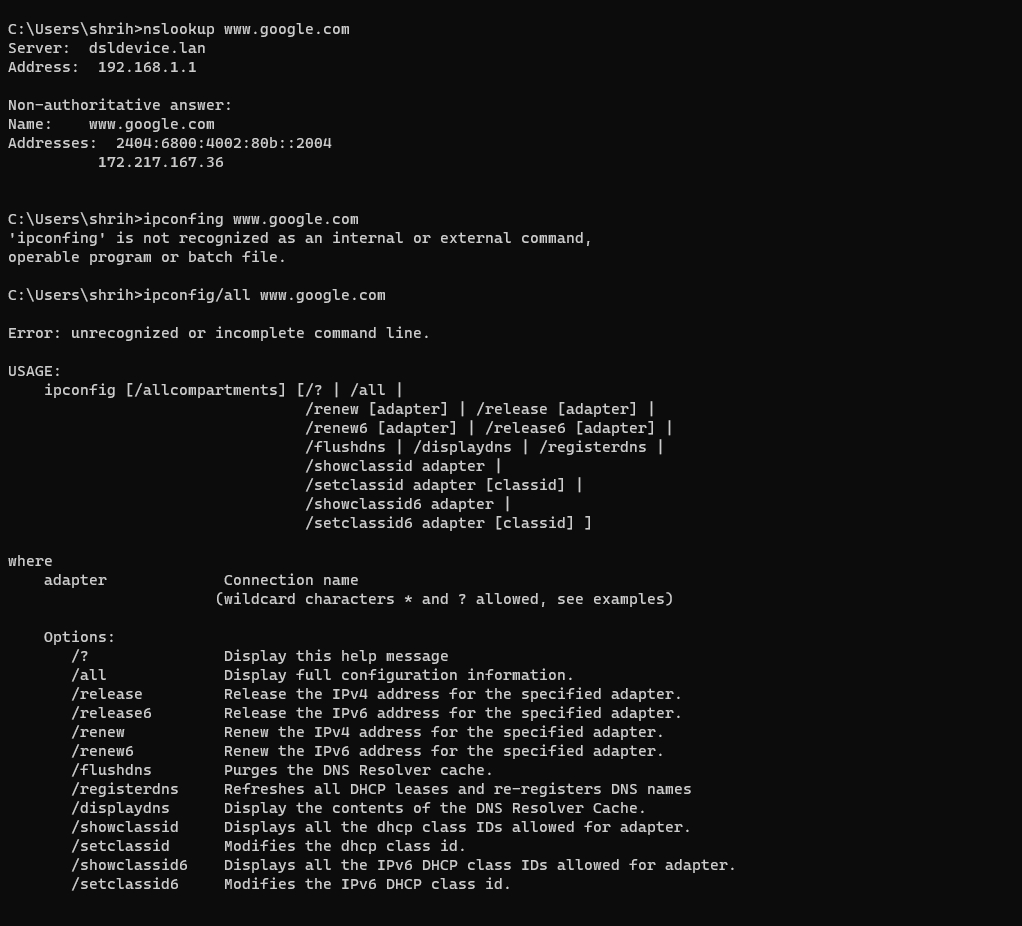 C:\Users\shrih>nslookup www.google.com
Server:  dsldevice.lan
Address:  192.168.1.1
Non-authoritative answer:
Name:    www.google.com
Addresses:  2404:6800:4002:80b::2004
          172.217.167.36
C:\Users\shrih>ipconfing www.google.com
'ipconfing' is not recognized as an internal or external command,
operable program or batch file.
C:\Users\shrih>ipconfig/all www.google.com
Error: unrecognized or incomplete command line.
USAGE:
    ipconfig [/allcompartments] [/? | /all |
                                 /renew [adapter] | /release [adapter] |
                                 /renew6 [adapter] | /release6 [adapter] |
                                 /flushdns | /displaydns | /registerdns |
                                 /showclassid adapter |
                                 /setclassid adapter [classid] |
                                 /showclassid6 adapter |
                                 /setclassid6 adapter [classid] ]
where
    adapter             Connection name
                       (wildcard characters * and ? allowed, see examples)
    Options:
       /?               Display this help message
       /all             Display full configuration information.
       /release         Release the IPv4 address for the specified adapter.
       /release6        Release the IPv6 address for the specified adapter.
       /renew           Renew the IPv4 address for the specified adapter.
       /renew6          Renew the IPv6 address for the specified adapter.
       /flushdns        Purges the DNS Resolver cache.
       /registerdns     Refreshes all DHCP leases and re-registers DNS names
       /displaydns      Display the contents of the DNS Resolver Cache.
       /showclassid     Displays all the dhcp class IDs allowed for adapter.
       /setclassid      Modifies the dhcp class id.
       /showclassid6    Displays all the IPv6 DHCP class IDs allowed for adapter.
       /setclassid6     Modifies the IPv6 DHCP class id.